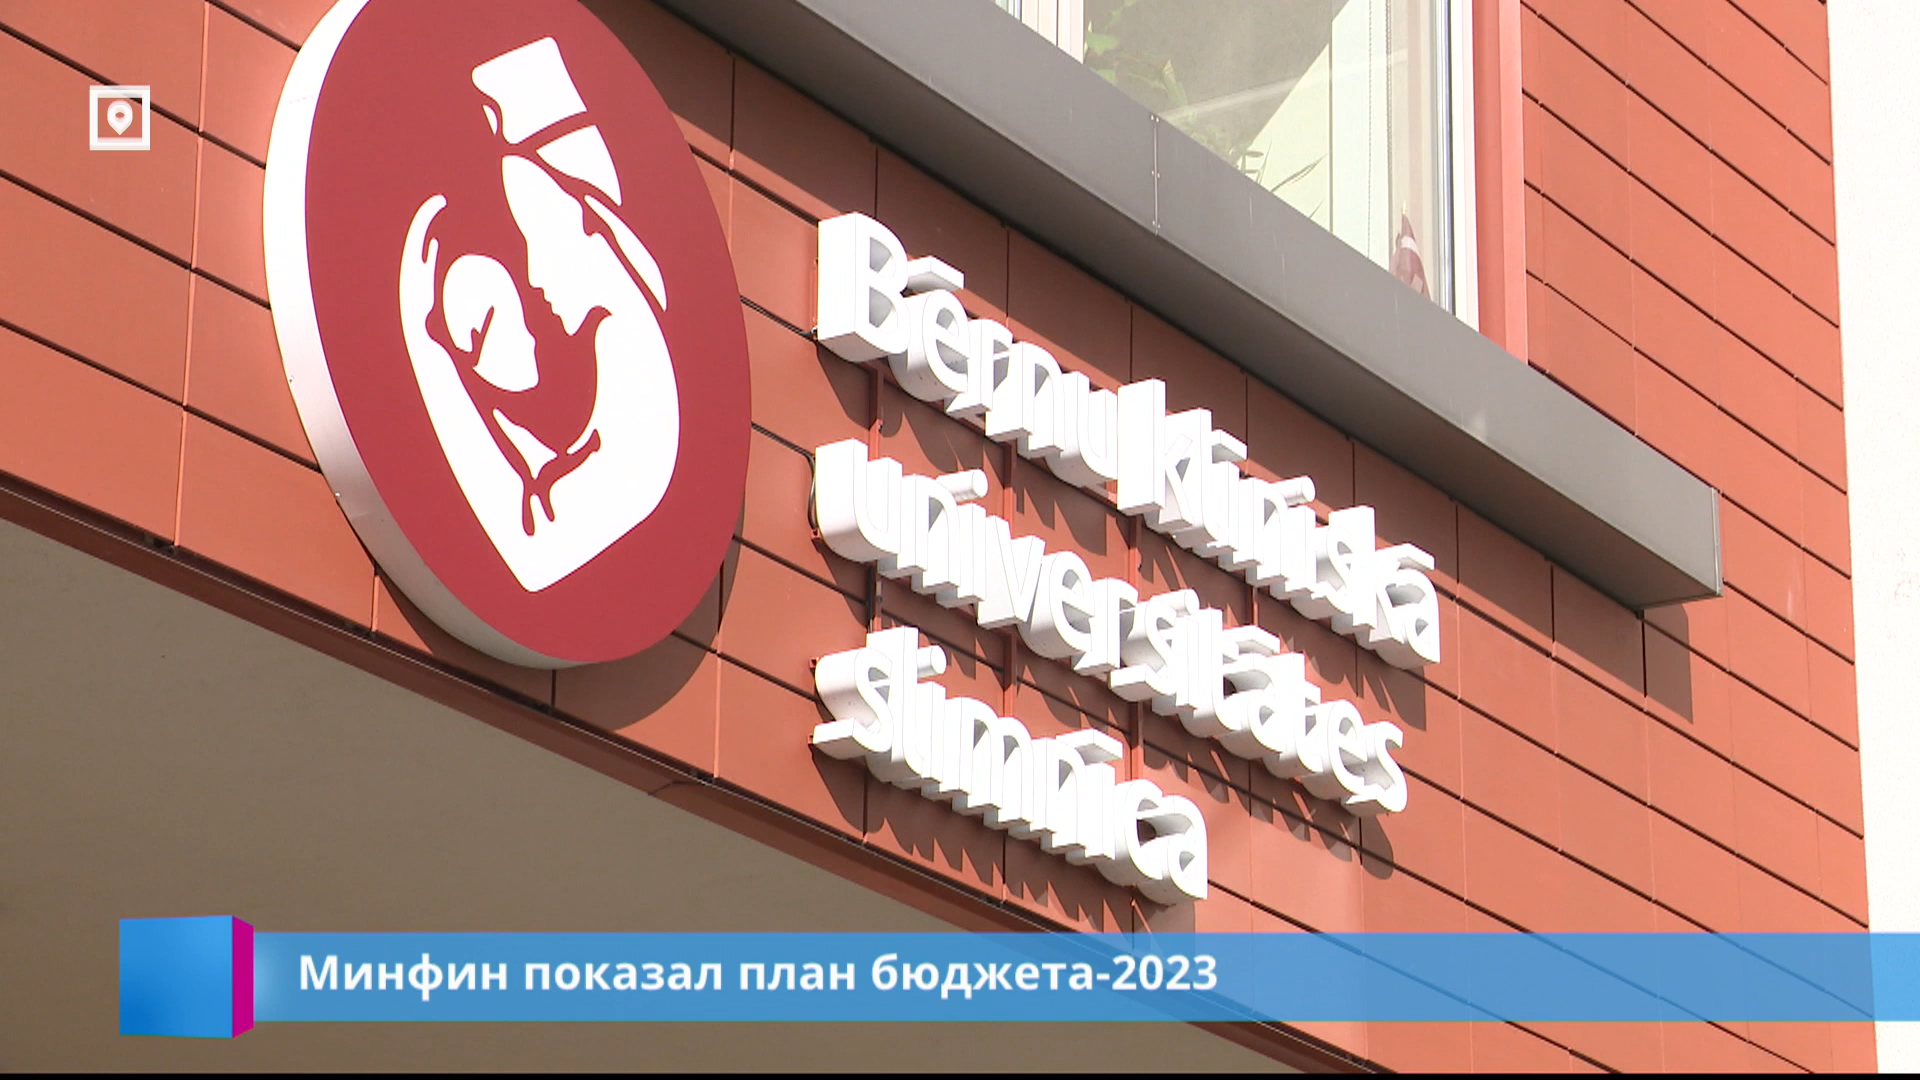 Bērnu klīniskā
universitātes
slimnīca
Минфин показал план бюджета-2023